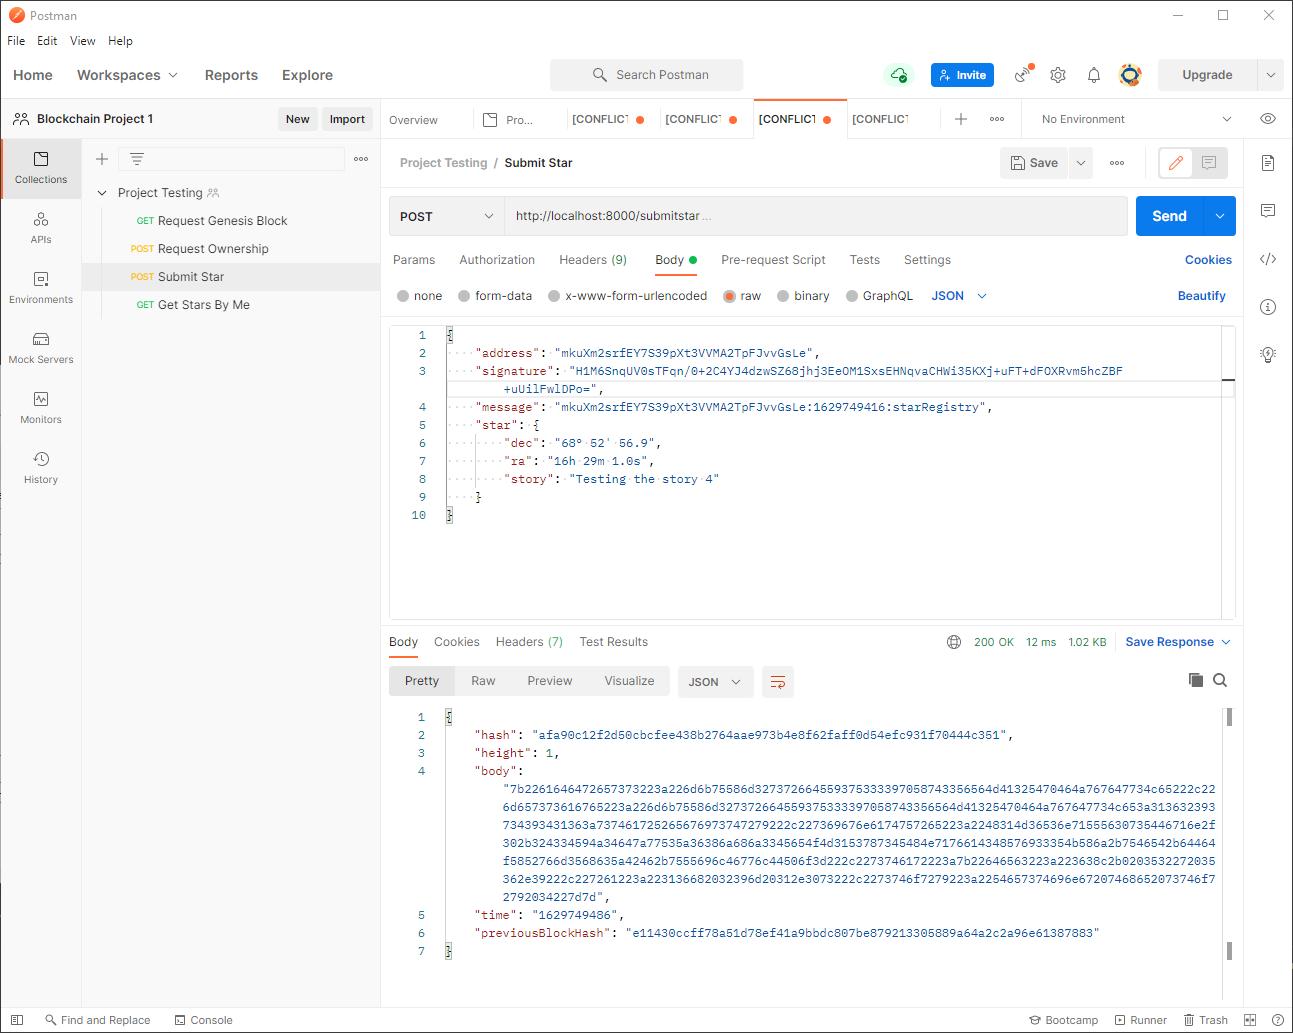 Postman
File Edit View Help
Home Workspaces Reports Explore
Search Postman
Invite
Upgrade
Blockchain Project 1
New Import
Overview
Pro...
[CONFLICT
[CONFLICT
[CONFLICT
[CONFLICT
No Environment
Collections
APIs
Environments
Mock Servers
Monitors
History
Project Testing
GET Request Genesis Block
POST Request Ownership
POST Submit Star
GET Get Stars By Me
Project Testing / Submit Star
Save
POST
http://localhost:8000/submitstar...
Send
Params Authorization Headers (9) Body Pre-request Script Tests Settings
Cookies
none form-data x-www-form-urlencoded raw binary GraphQL JSON
Beautify
1 {
2 "address": "mkuXm2srfEY7S39pXt3VVMA2TpFJvvGsLe",
3 "signature": "H1M6SnqUV0sTFqn/0+2C4YJ4dzwSZ68jhj3EeOM1SxsEHNqvaCHWi35KXj+uFT+dFOXRvm5hcZBF
+uUilFwlDPo=",
4 "message": "mkuXm2srfEY7S39pXt3VVMA2TpFJvvGsLe:1629749416:starRegistry",
5 "star": {
6 "dec": "68° 52' 56.9",
7 "ra": "16h 29m 1.0s",
8 "story": "Testing the story 4"
9 }
10 }
Body Cookies Headers (7) Test Results
200 OK 12 ms 1.02 KB Save Response
Pretty Raw Preview Visualize JSON
1 {
2 "hash": "afa90c12f2d50cbcfee438b2764aae973b4e8f62faff0d54efc931f70444c351",
3 "height": 1,
4 "body":
5 "time": "1629749486",
6 "previousBlockHash": "e11430ccff78a51d78ef41a9bbdc807be879213305889a64a2c2a96e61387883"
7 }
Find and Replace Console
Bootcamp Runner Trash